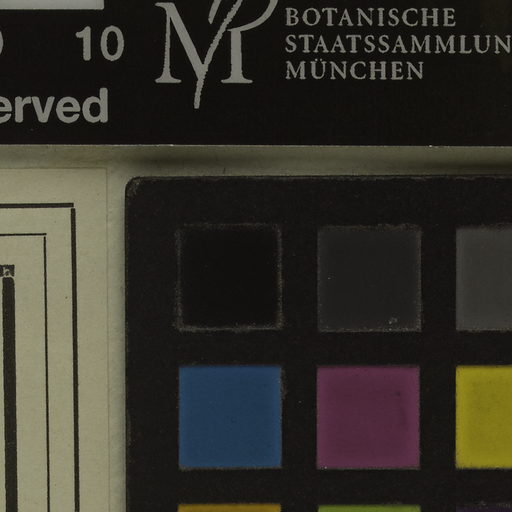 10
BOTANISCHE
STAATSSAMMLUN
MÜNCHEN
erved